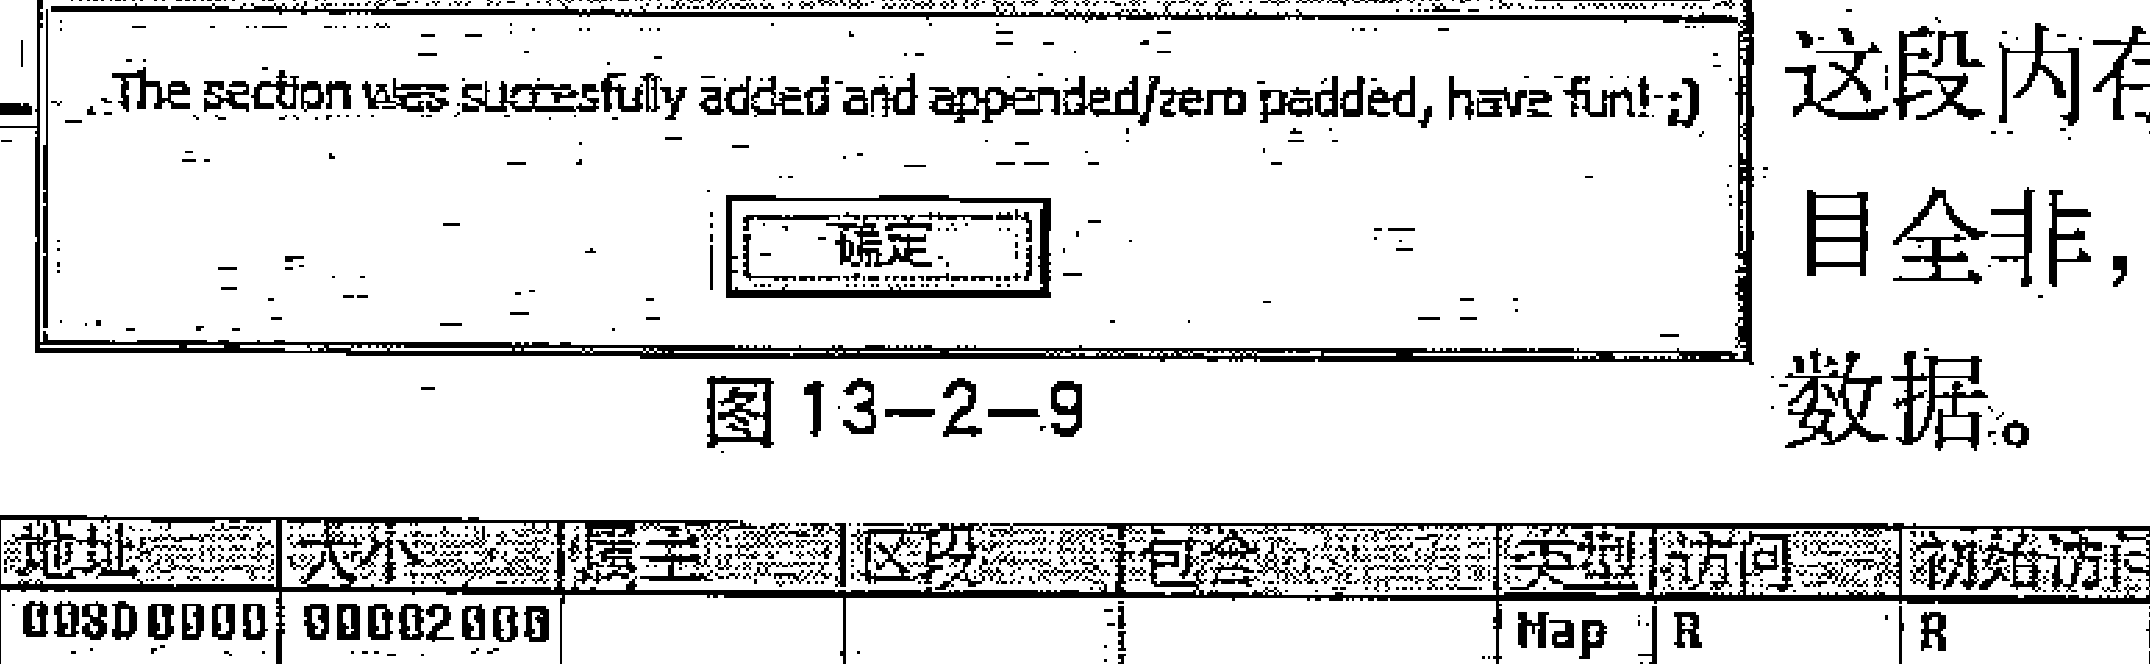 The section was succesfully added and appended/zero padded, have fun! ;)
确定
图 13-2-9
这段内存
目全非，
数据。
地址 大小 属主 区段 包含 类型 访问 初始访问
00002000 Map R R